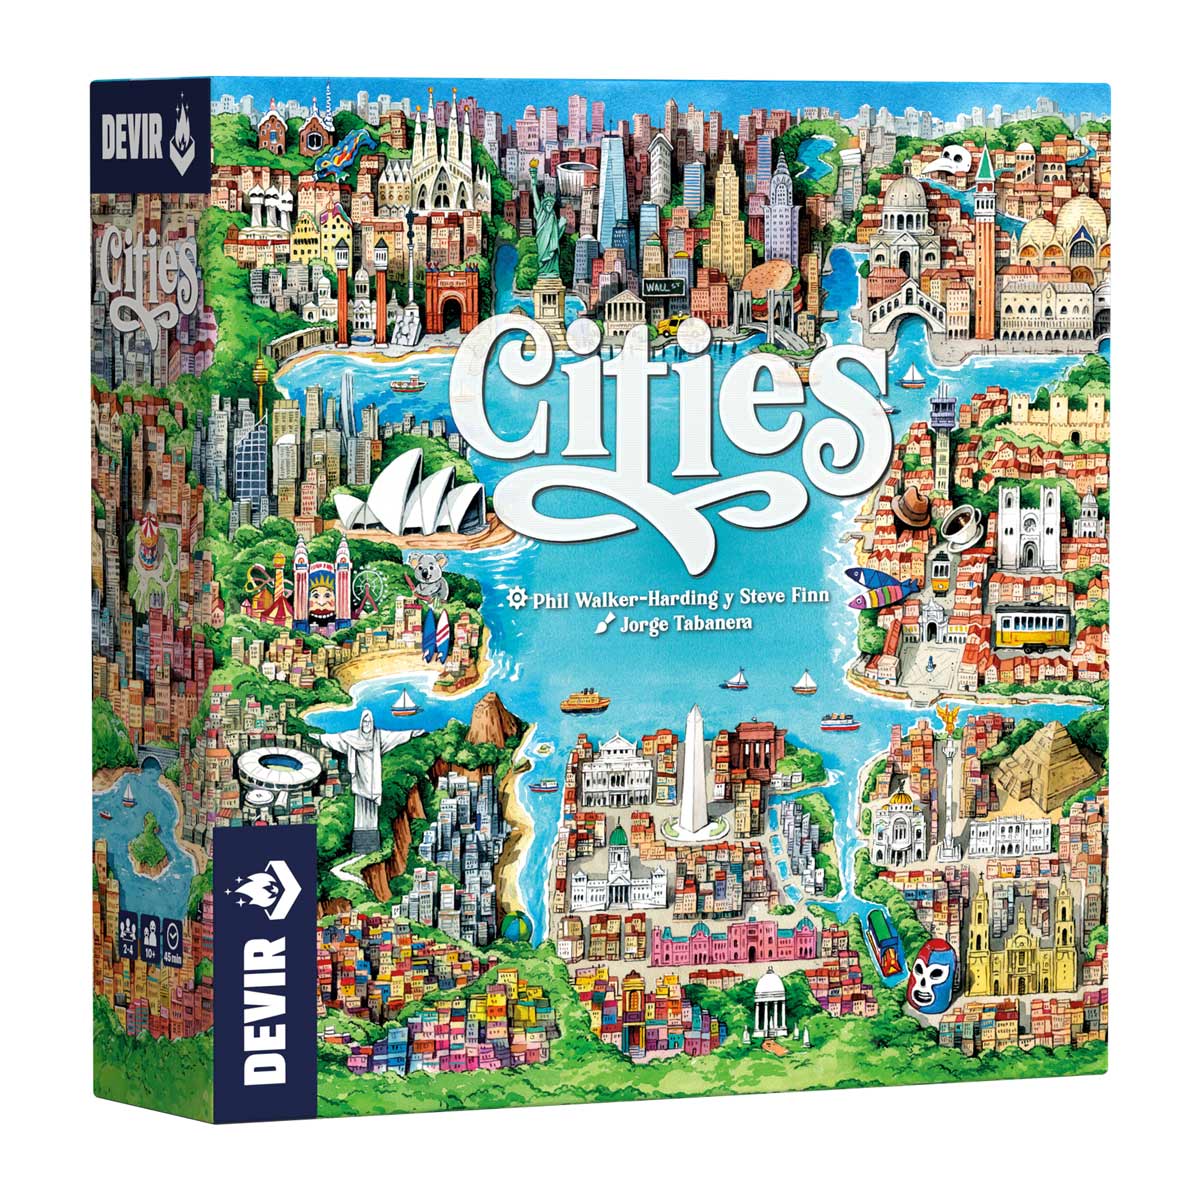 DEVIR
Cities
WALL ST
Cities
Phil Walker-Harding y Steve Finn
Jorge Tabanera
2-4
10+
45 min
DEVIR